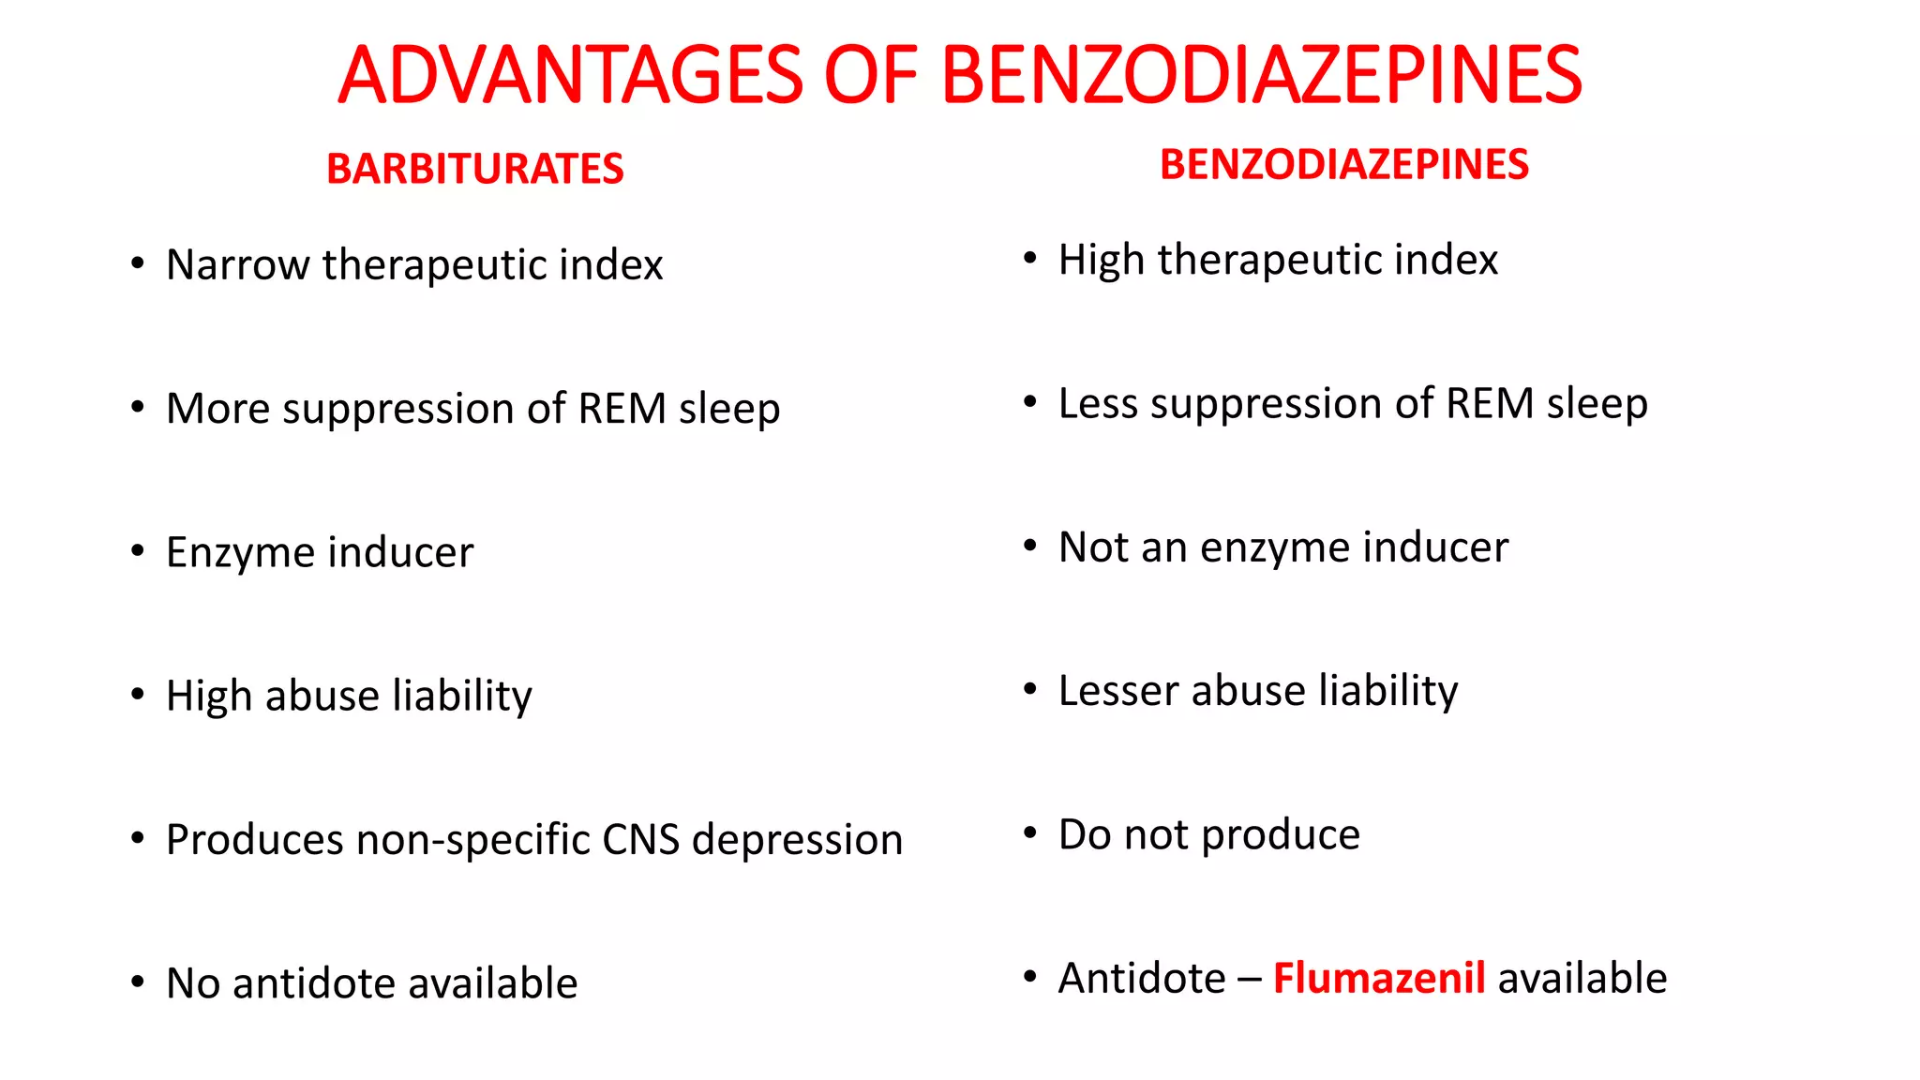 ADVANTAGES OF BENZODIAZEPINES
BARBITURATES
• Narrow therapeutic index
• More suppression of REM sleep
• Enzyme inducer
• High abuse liability
• Produces non-specific CNS depression
• No antidote available
BENZODIAZEPINES
• High therapeutic index
• Less suppression of REM sleep
• Not an enzyme inducer
• Lesser abuse liability
• Do not produce
• Antidote – Flumazenil available